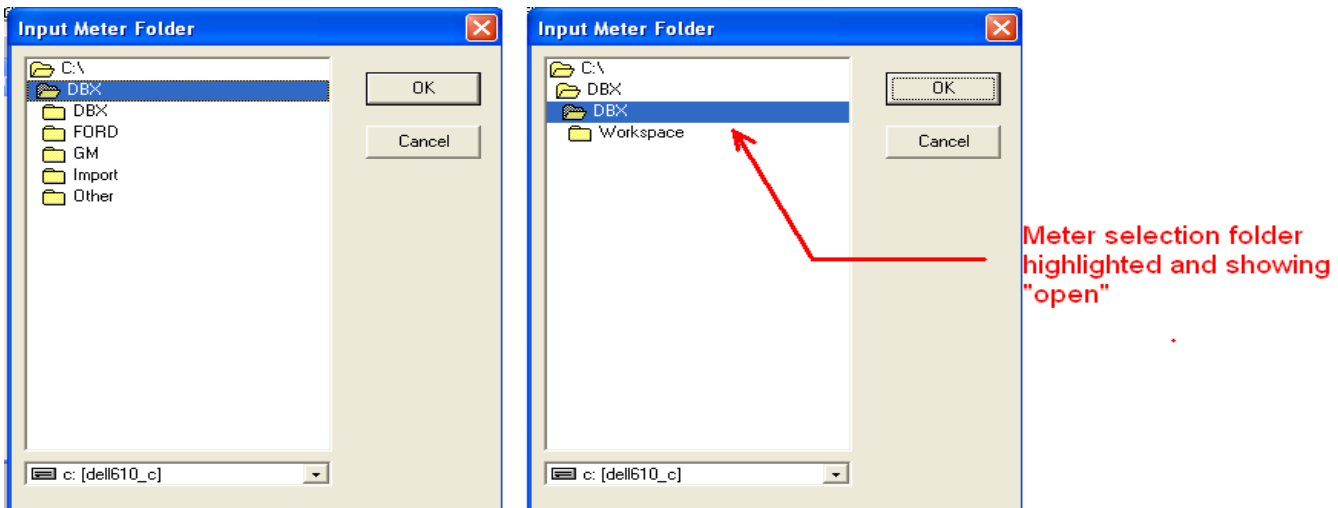 Input Meter Folder
C:\
DBX
DBX
FORD
GM
Import
Other
OK
Cancel
c: [dell610_c]
Input Meter Folder
C:\
DBX
DBX
Workspace
OK
Cancel
c: [dell610_c]
Meter selection folder
highlighted and showing
"open"